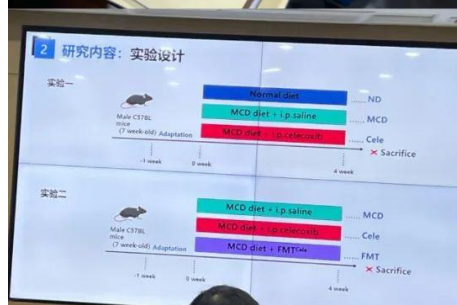 2 研究内容：实验设计
实验一
Normal diet ...... ND
MCD diet + i.p.saline ...... MCD
MCD diet + i.p.celecoxib ...... Cele
Male C57BL
mice
(7 week-old) Adaptation
× Sacrifice
-1 week 0 week 4 week
实验二
MCD diet + i.p.saline ...... MCD
MCD diet + i.p.celecoxib ...... Cele
MCD diet + FMTCele ...... FMT
Male C57BL
mice
(7 week-old) Adaptation
× Sacrifice
-1 week 0 week 4 week